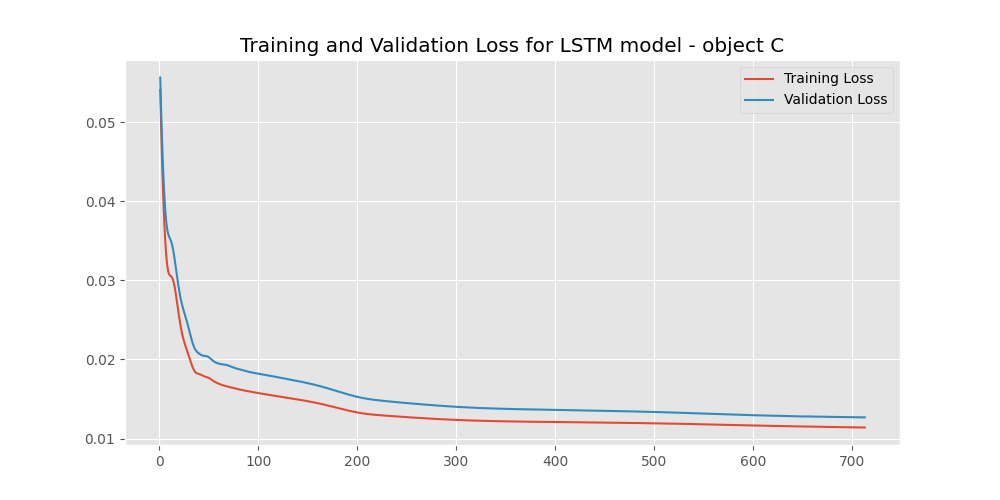 Training and Validation Loss for LSTM model - object C
Training Loss
Validation Loss
0.05
0.04
0.03
0.02
0.01
0 100 200 300 400 500 600 700